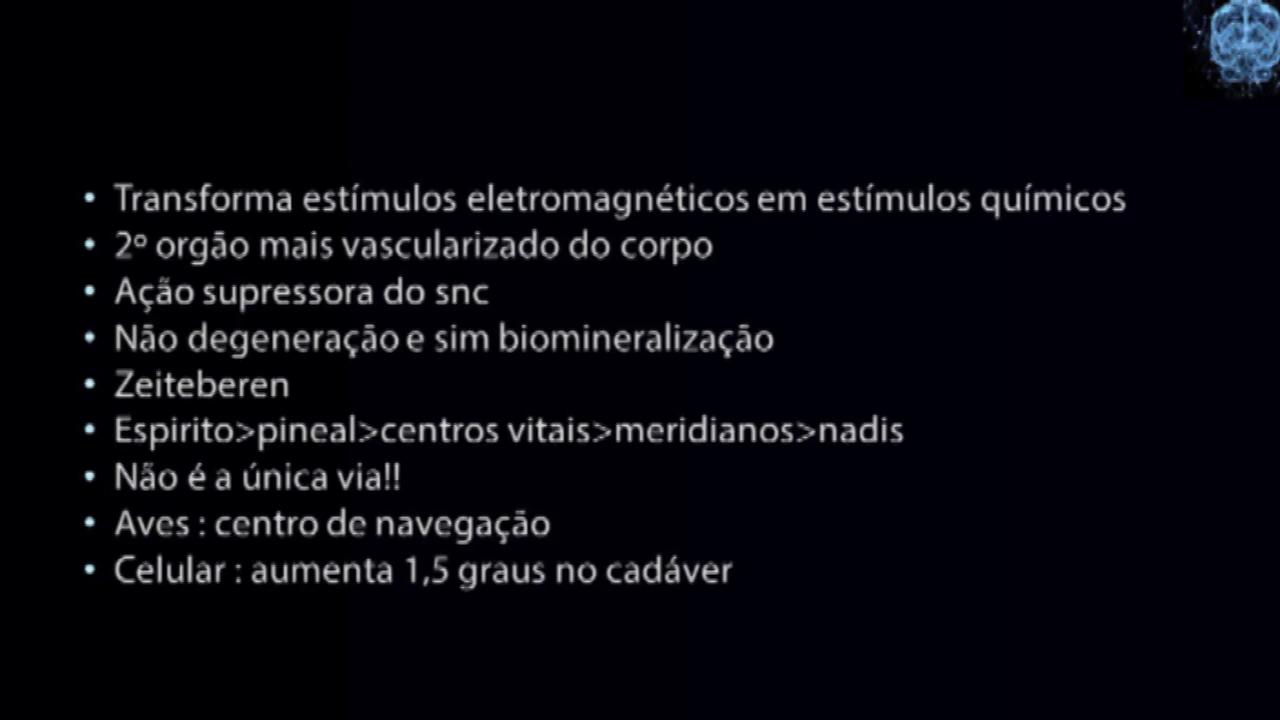 • Transforma estímulos eletromagnéticos em estímulos químicos
• 2º orgão mais vascularizado do corpo
• Ação supressora do snc
• Não degeneração e sim biomineralização
• Zeiteberen
• Espirito>pineal>centros vitais>meridianos>nadis
• Não é a única via!!
• Aves : centro de navegação
• Celular : aumenta 1,5 graus no cadáver